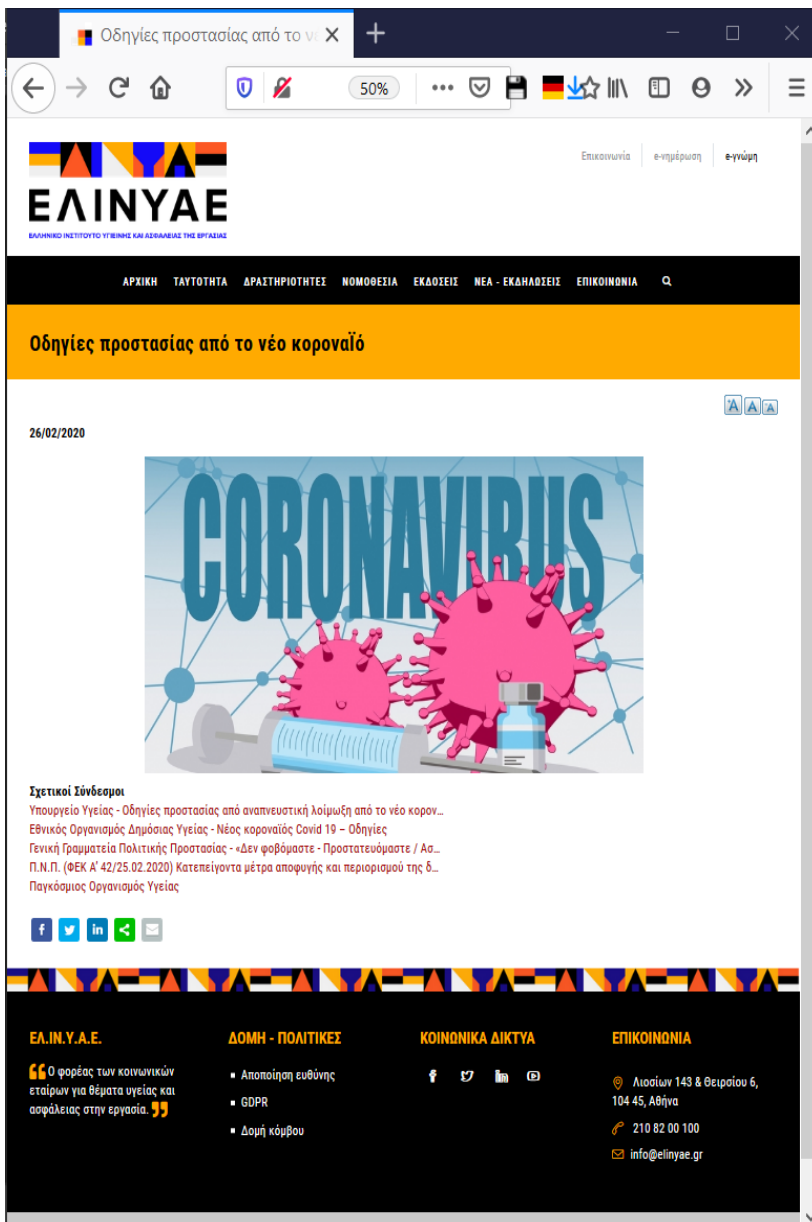 Οδηγίες προστασίας από το ν
50%
Επικοινωνία e-νημέρωση e-γνώμη
ΕΛΙΝΥΑΕ
ΕΛΛΗΝΙΚΟ ΙΝΣΤΙΤΟΥΤΟ ΥΓΙΕΙΝΗΣ ΚΑΙ ΑΣΦΑΛΕΙΑΣ ΤΗΣ ΕΡΓΑΣΙΑΣ
ΑΡΧΙΚΗ ΤΑΥΤΟΤΗΤΑ ΔΡΑΣΤΗΡΙΟΤΗΤΕΣ ΝΟΜΟΘΕΣΙΑ ΕΚΔΟΣΕΙΣ ΝΕΑ - ΕΚΔΗΛΩΣΕΙΣ ΕΠΙΚΟΙΝΩΝΙΑ
Οδηγίες προστασίας από το νέο κοροναΪό
Α Α Α
26/02/2020
CORONAVIRUS
Σχετικοί Σύνδεσμοι
Υπουργείο Υγείας - Οδηγίες προστασίας από αναπνευστική λοίμωξη από το νέο κορον...
Εθνικός Οργανισμός Δημόσιας Υγείας - Νέος κοροναϊός Covid 19 – Οδηγίες
Γενική Γραμματεία Πολιτικής Προστασίας - «Δεν φοβόμαστε - Προστατευόμαστε / Ασ...
Π.Ν.Π. (ΦΕΚ Α' 42/25.02.2020) Κατεπείγοντα μέτρα αποφυγής και περιορισμού της δ...
Παγκόσμιος Οργανισμός Υγείας
ΕΛ.ΙΝ.Υ.Α.Ε. ΔΟΜΗ - ΠΟΛΙΤΙΚΕΣ ΚΟΙΝΩΝΙΚΑ ΔΙΚΤΥΑ ΕΠΙΚΟΙΝΩΝΙΑ
Ο φορέας των κοινωνικών
εταίρων για θέματα υγείας και
ασφάλειας στην εργασία.
Αποποίηση ευθύνης
GDPR
Δομή κόμβου
Λιοσίων 143 & Θειρσίου 6,
104 45, Αθήνα
210 82 00 100
info@elinyae.gr